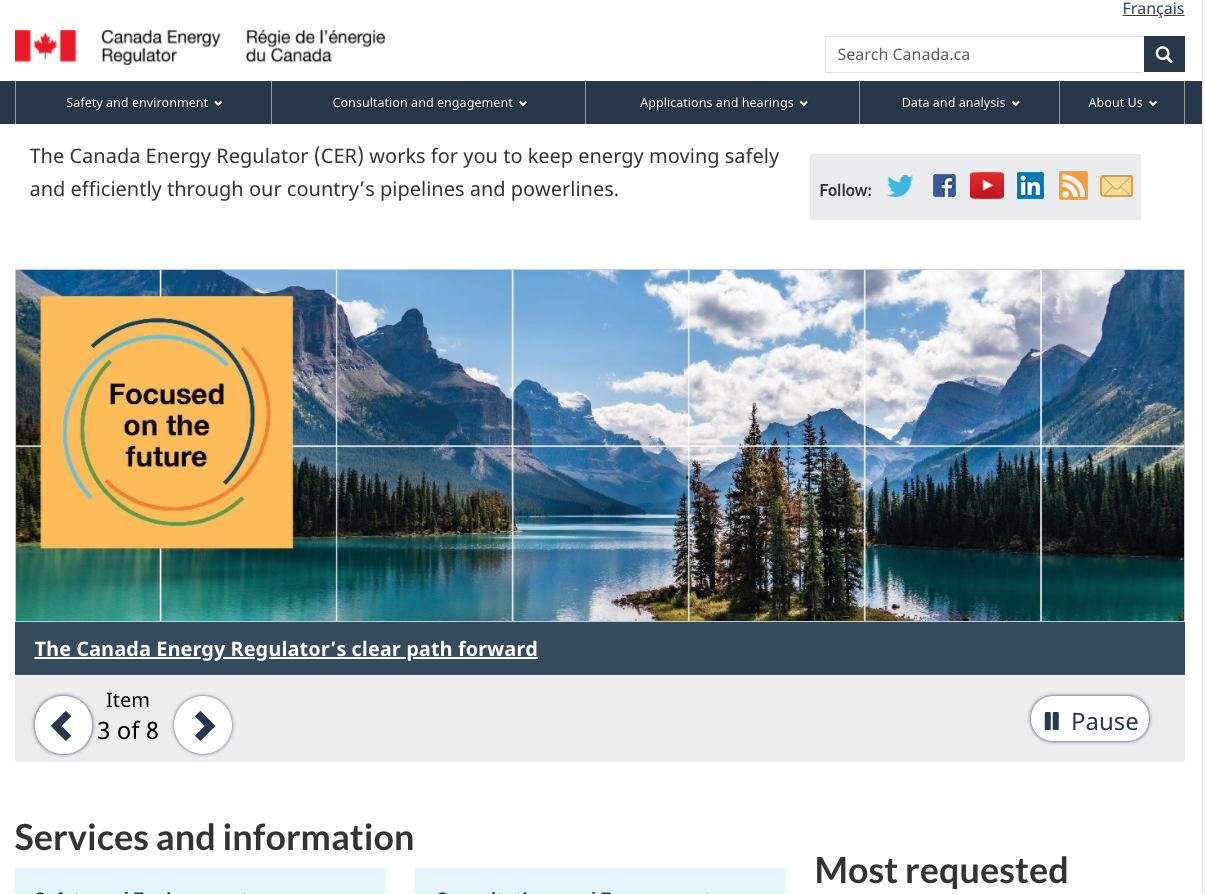 Français
Canada Energy Regulator
Régie de l'énergie du Canada
Search Canada.ca
Safety and environment
Consultation and engagement
Applications and hearings
Data and analysis
About Us
The Canada Energy Regulator (CER) works for you to keep energy moving safely
and efficiently through our country’s pipelines and powerlines.
Follow:
in
Focused
on the
future
The Canada Energy Regulator’s clear path forward
Item
3 of 8
Pause
Services and information
Most requested